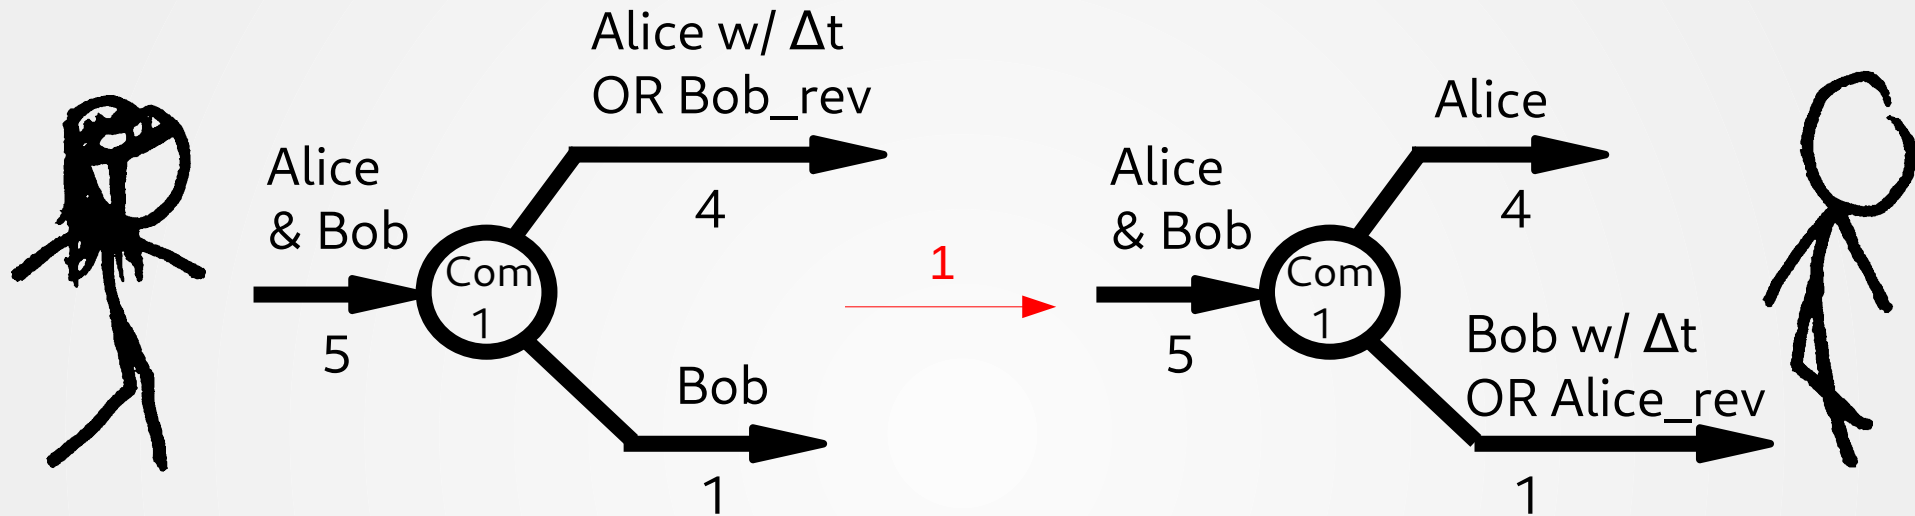 Alice w/ Δt
OR Bob_rev
4
Alice
& Bob
5
Com
1
Bob
1
1
Alice
4
Alice
& Bob
5
Com
1
Bob w/ Δt
OR Alice_rev
1